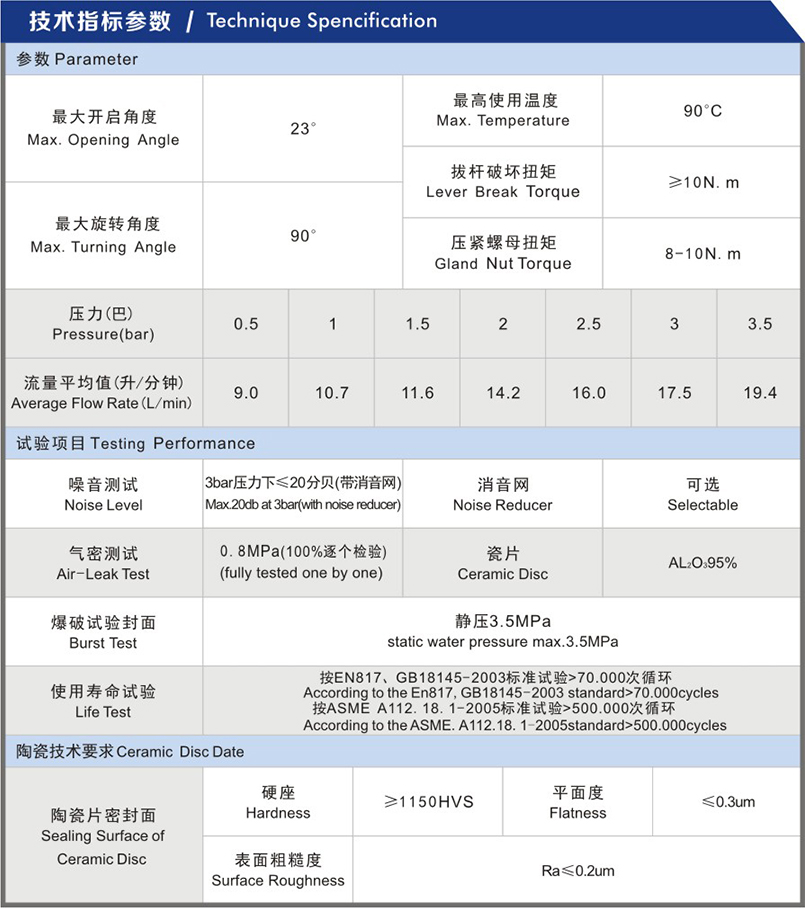 技术指标参数 / Technique Spencification
参数 Parameter
最大开启角度
Max. Opening Angle
23°
最高使用温度
Max. Temperature
90°C
拔杆破坏扭矩
Lever Break Torque
≥10N. m
最大旋转角度
Max. Turning Angle
90°
压紧螺母扭矩
Gland Nut Torque
8-10N. m
压力(巴)
Pressure(bar)
0.5 1 1.5 2 2.5 3 3.5
流量平均值(升/分钟)
Average Flow Rate(L/min)
9.0 10.7 11.6 14.2 16.0 17.5 19.4
试验项目 Testing Performance
噪音测试
Noise Level
3bar压力下≤20分贝(带消音网)
Max.20db at 3bar(with noise reducer)
消音网
Noise Reducer
可选
Selectable
气密测试
Air-Leak Test
0.8MPa(100%逐个检验)
(fully tested one by one)
瓷片
Ceramic Disc
AL₂O₃95%
爆破试验封面
Burst Test
静压3.5MPa
static water pressure max.3.5MPa
使用寿命试验
Life Test
按EN817、GB18145-2003标准试验>70.000次循环
According to the En817, GB18145-2003 standard>70.000cycles
按ASME A112. 18. 1-2005标准试验>500.000次循环
According to the ASME. A112.18. 1-2005standard>500.000cycles
陶瓷技术要求 Ceramic Disc Date
陶瓷片密封面
Sealing Surface of
Ceramic Disc
硬座
Hardness
≥1150HVS
平面度
Flatness
≤0.3um
表面粗糙度
Surface Roughness
Ra≤0.2um